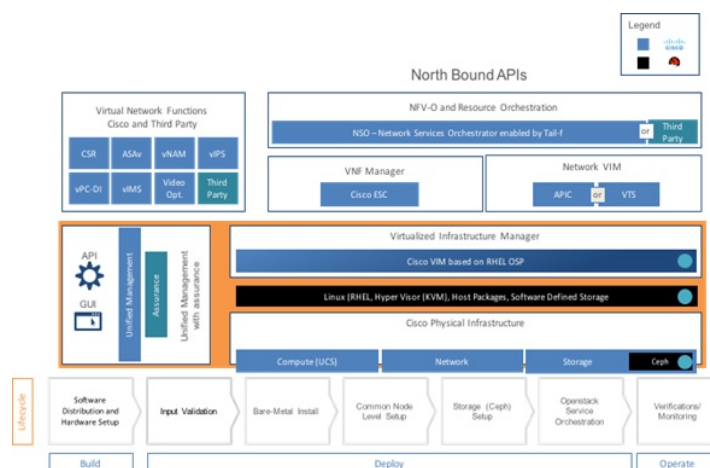 Legend
CISCO
North Bound APIs
Virtual Network Functions
Cisco and Third Party
CSR
ASAv
vNAM
vIPS
vPC-DI
vIMS
Video
Opt.
Third
Party
NFV-O and Resource Orchestration
NSO – Network Services Orchestrator enabled by Tail-f
or
Third
Party
VNF Manager
Cisco ESC
Network VIM
APIC
or
VTS
API
GUI
Unified Management
Assurance
Unified Management
with assurance
Virtualized Infrastructure Manager
Cisco VIM based on RHEL OSP
Linux (RHEL, Hyper Visor (KVM), Host Packages, Software Defined Storage
Cisco Physical Infrastructure
Compute (UCS)
Network
Storage
Ceph
Lifecycle
Software
Distribution and
Hardware Setup
Input Validation
Bare-Metal Install
Common Node
Level Setup
Storage (Ceph)
Setup
Openstack
Service
Orchestration
Verifications/
Monitoring
Build
Deploy
Operate